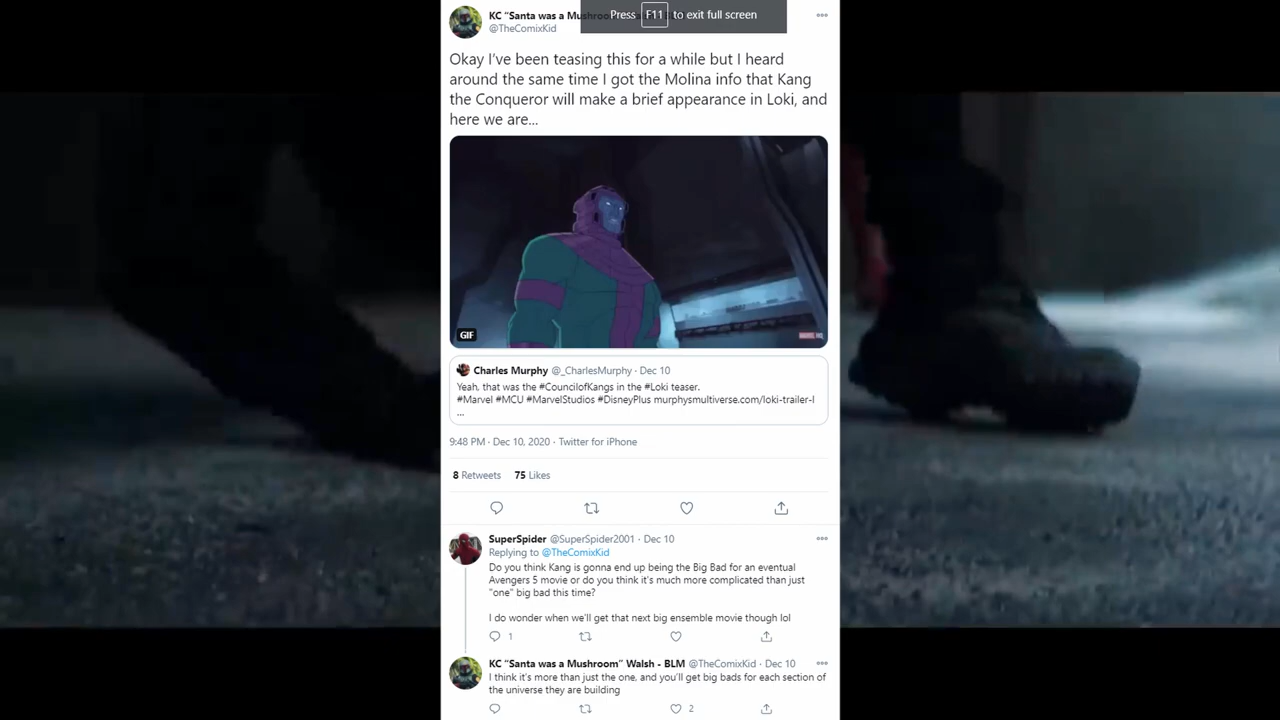 KC "Santa was a Mushroom
Press F11 to exit full screen
@TheComixKid
Okay I've been teasing this for a while but I heard
around the same time I got the Molina info that Kang
the Conqueror will make a brief appearance in Loki, and
here we are...
GIF
Charles Murphy @_CharlesMurphy · Dec 10
Yeah, that was the #CouncilofKangs in the #Loki teaser.
#Marvel #MCU #MarvelStudios #DisneyPlus murphysmultiverse.com/loki-trailer-l
...
9:48 PM · Dec 10, 2020 · Twitter for iPhone
8 Retweets 75 Likes
SuperSpider @SuperSpider2001 · Dec 10
Replying to @TheComixKid
Do you think Kang is gonna end up being the Big Bad for an eventual
Avengers 5 movie or do you think it's much more complicated than just
"one" big bad this time?
I do wonder when we'll get that next big ensemble movie though lol
1
KC "Santa was a Mushroom" Walsh - BLM @TheComixKid · Dec 10
I think it's more than just the one, and you'll get big bads for each section of
the universe they are building
2